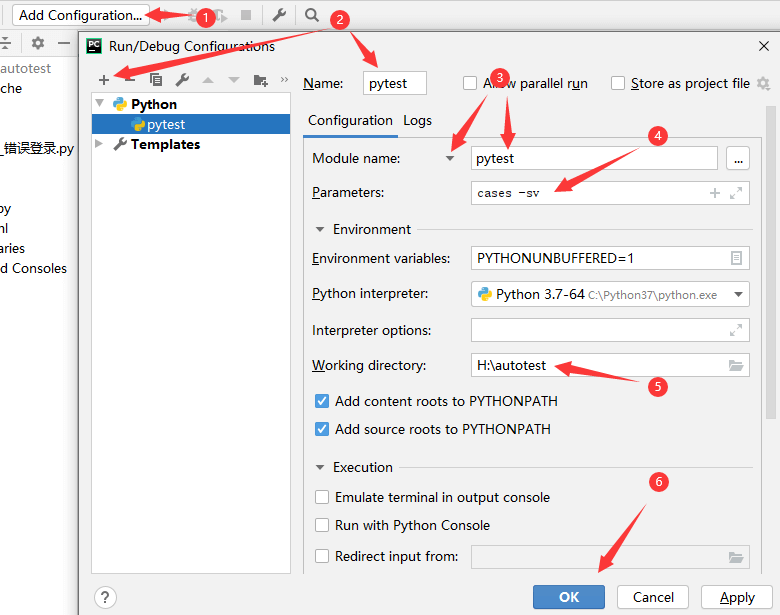 Add Configuration...
1
2
autotest
che
_错误登录.py
oy
ml
aries
d Consoles
PC
Run/Debug Configurations
Python
pytest
Templates
Name:
pytest
Allow parallel run
Store as project file
3
Configuration
Logs
4
Module name:
pytest
...
Parameters:
cases -sv
Environment
Environment variables:
PYTHONUNBUFFERED=1
Python interpreter:
Python 3.7-64 C:\Python37\python.exe
Interpreter options:
Working directory:
H:\autotest
5
Add content roots to PYTHONPATH
Add source roots to PYTHONPATH
Execution
6
Emulate terminal in output console
Run with Python Console
Redirect input from:
?
OK
Cancel
Apply